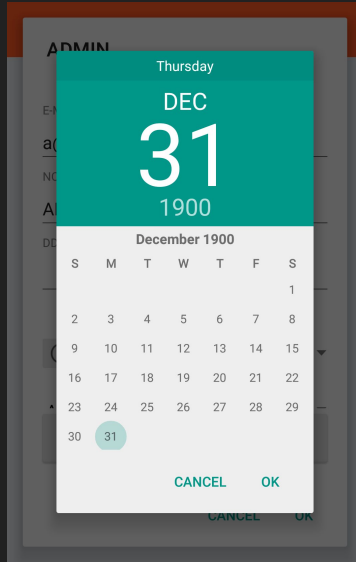 ADMIN
Thursday
DEC
31
1900
December 1900
S M T W T F S
1
2 3 4 5 6 7 8
9 10 11 12 13 14 15
16 17 18 19 20 21 22
23 24 25 26 27 28 29
30 31
CANCEL OK
CANCEL OK